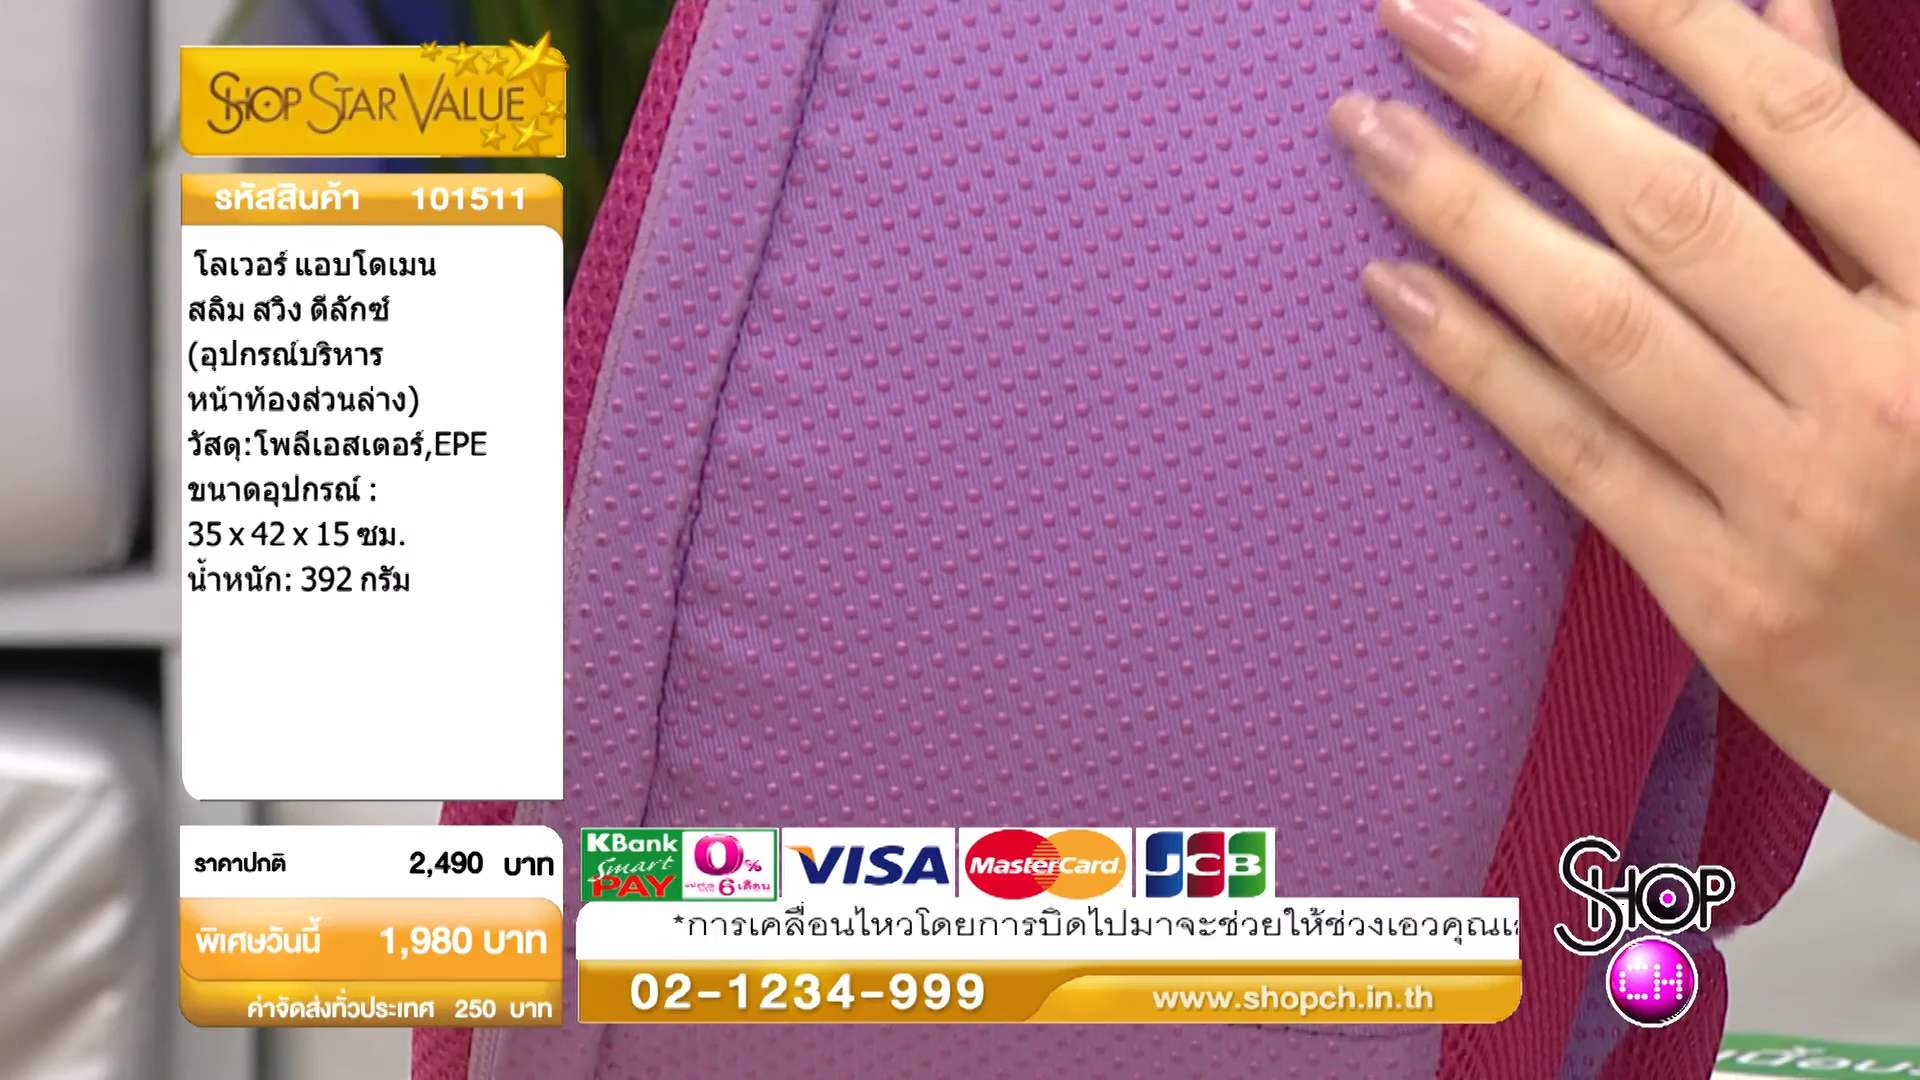 SHOP STAR VALUE
รหัสสินค้า 101511
โลเวอร์ แอบโดเมน
สลิม สวิง ดีลักซ์
(อุปกรณ์บริหาร
หน้าท้องส่วนล่าง)
วัสดุ:โพลีเอสเตอร์,EPE
ขนาดอุปกรณ์ :
35 x 42 x 15 ซม.
น้ำหนัก: 392 กรัม
ราคาปกติ 2,490 บาท
พิเศษวันนี้ 1,980 บาท
ค่าจัดส่งทั่วประเทศ 250 บาท
KBank
Smart
PAY
0%
6 เดือน
VISA
MasterCard
JCB
*การเคลื่อนไหวโดยการบิดไปมาจะช่วยให้ช่วงเอวคุณ
02-1234-999
www.shopch.in.th
SHOP
CH